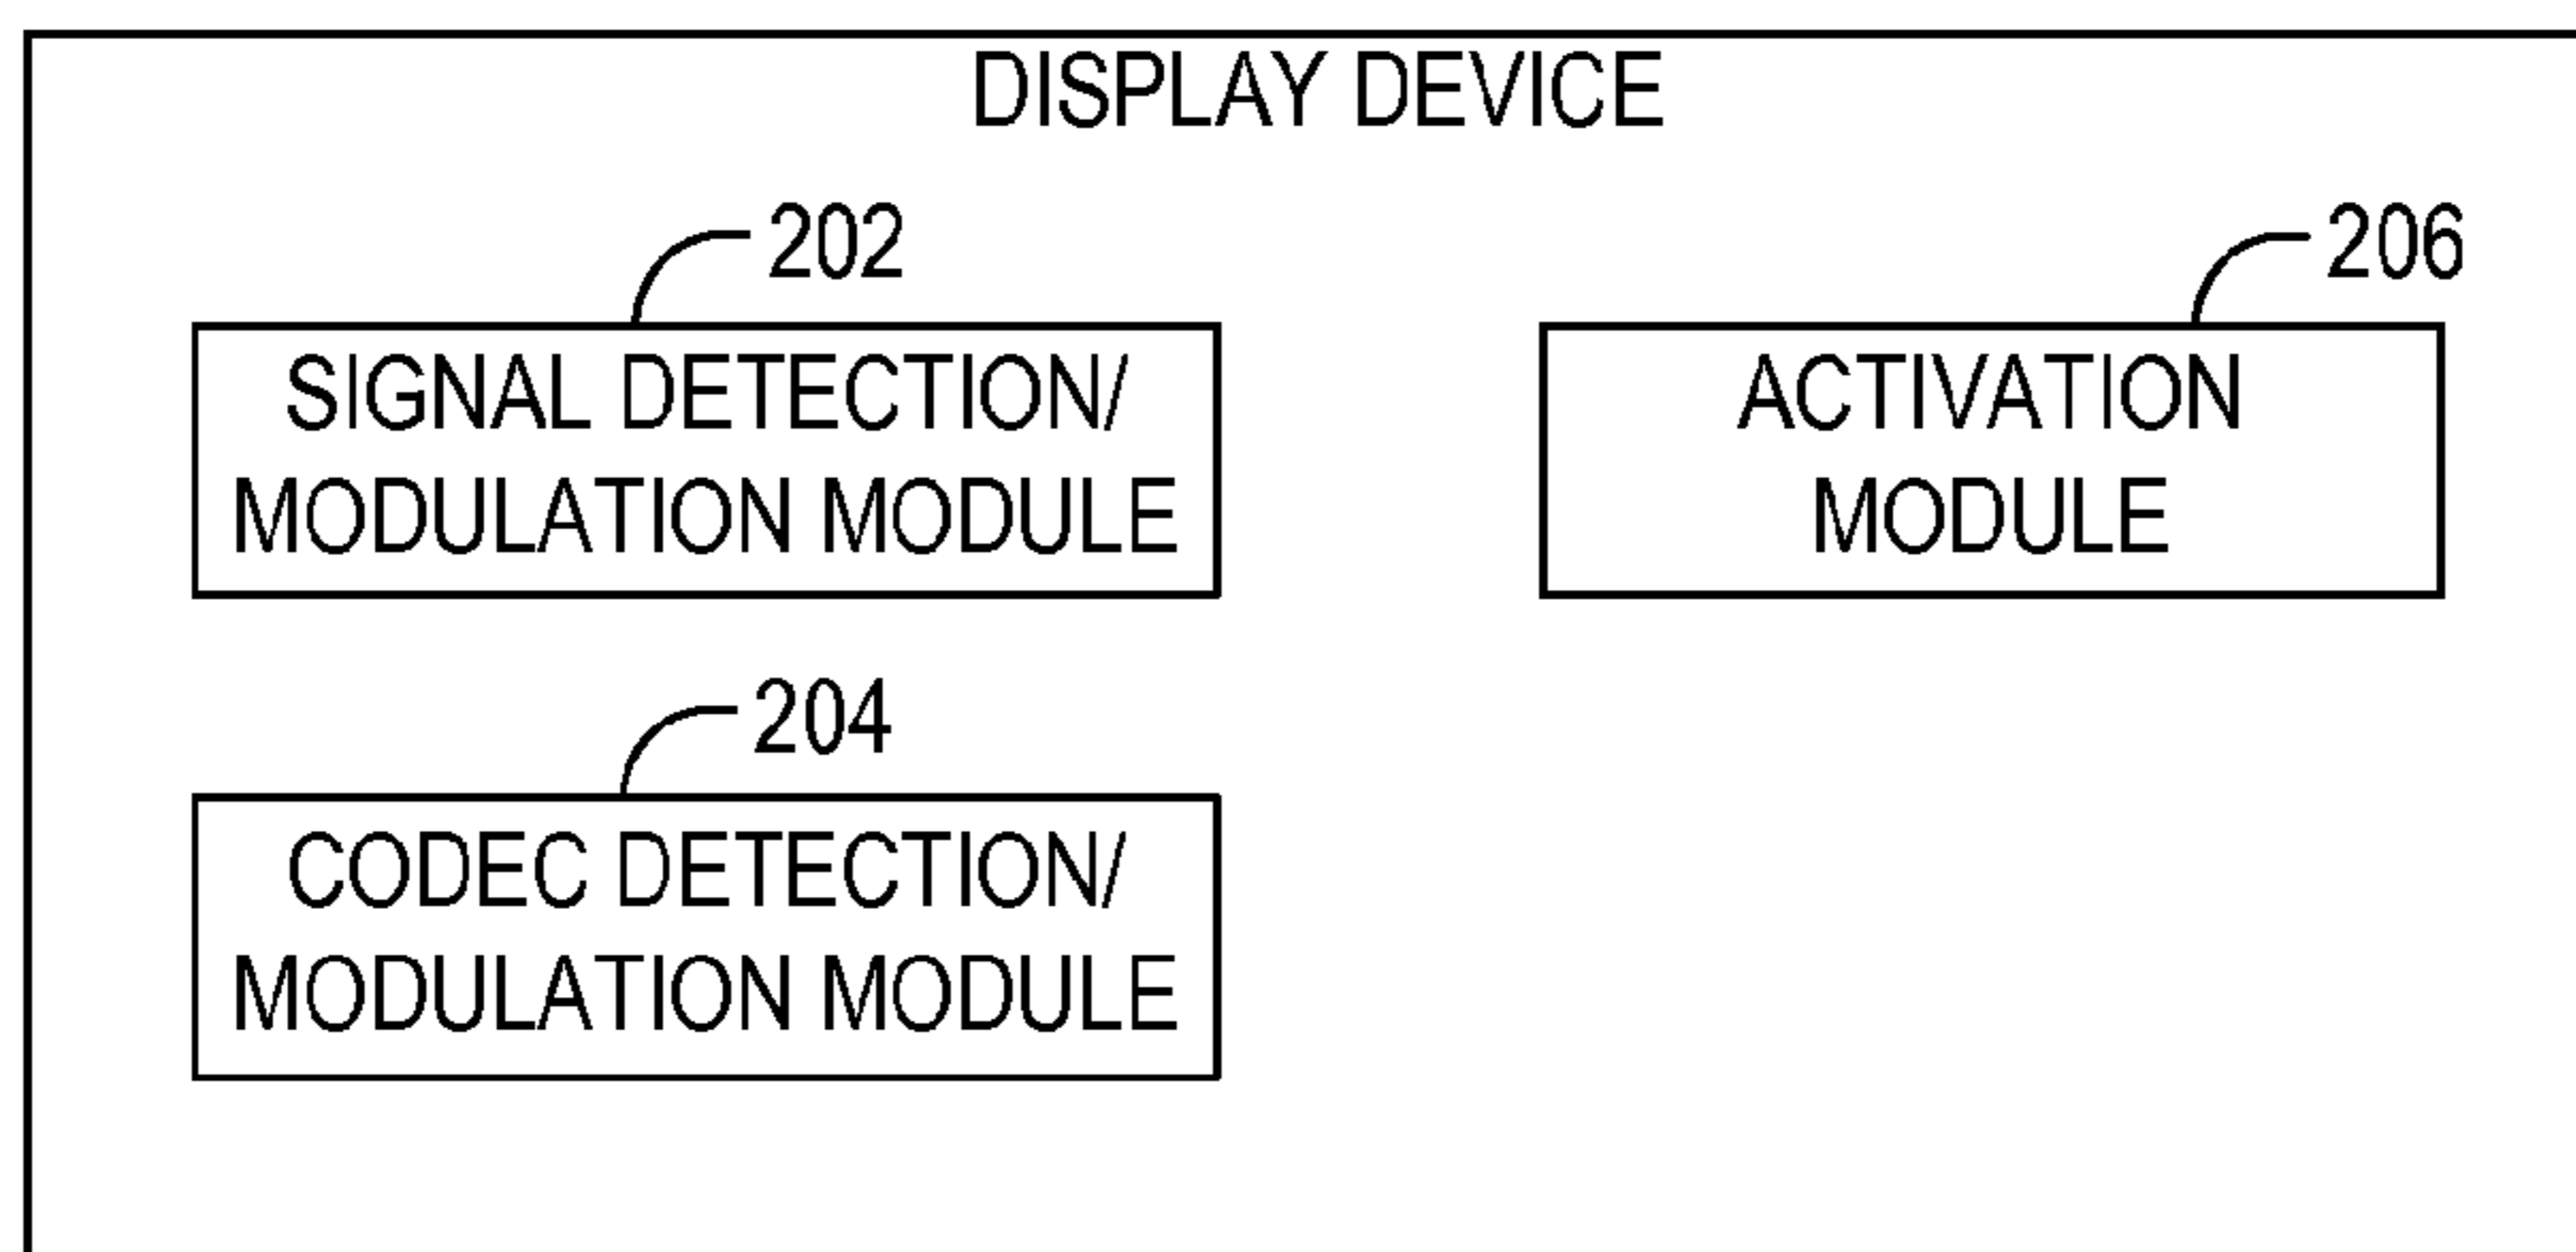 DISPLAY DEVICE
202
SIGNAL DETECTION/
MODULATION MODULE
206
ACTIVATION
MODULE
204
CODEC DETECTION/
MODULATION MODULE